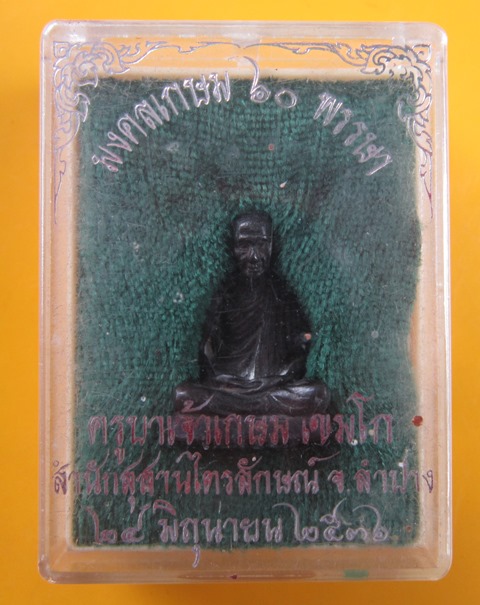 มงคลเกษม ๖๐ พรรษา
ครูบาเจ้าเกษม เขมโก
สำนักสุสานไตรลักษณ์ จ.ลำปาง
๒๔ มิถุนายน ๒๕๓๖